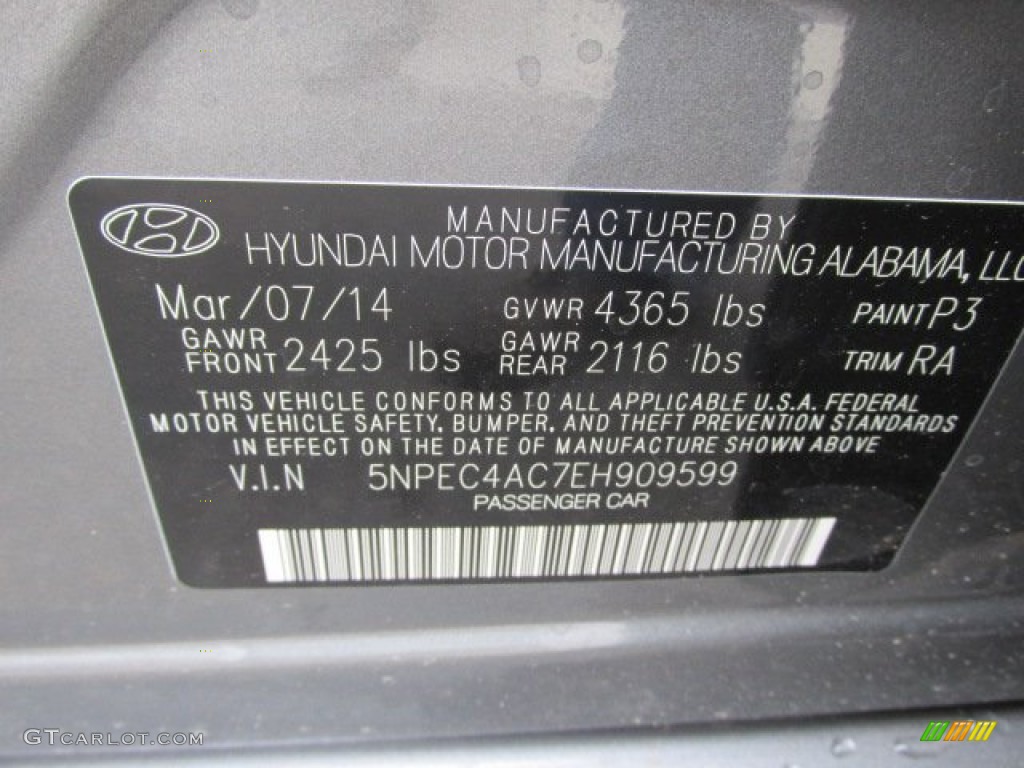 MANUFACTURED BY
HYUNDAI MOTOR MANUFACTURING ALABAMA, LLC
Mar/07/14 GVWR 4365 lbs PAINT P3
GAWR FRONT 2425 lbs GAWR REAR 2116 lbs TRIM RA
THIS VEHICLE CONFORMS TO ALL APPLICABLE U.S.A. FEDERAL
MOTOR VEHICLE SAFETY, BUMPER, AND THEFT PREVENTION STANDARDS
IN EFFECT ON THE DATE OF MANUFACTURE SHOWN ABOVE
V.I.N 5NPEC4AC7EH909599
PASSENGER CAR
GTCARLOT.COM